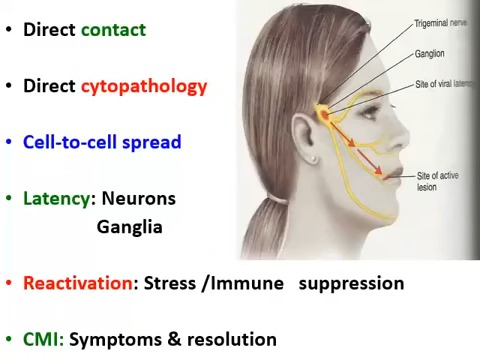 Direct contact
Direct cytopathology
Cell-to-cell spread
Latency: Neurons
Ganglia
Reactivation: Stress /Immune suppression
CMI: Symptoms & resolution
Trigeminal nerve
Ganglion
Site of viral latency
Site of active
lesion